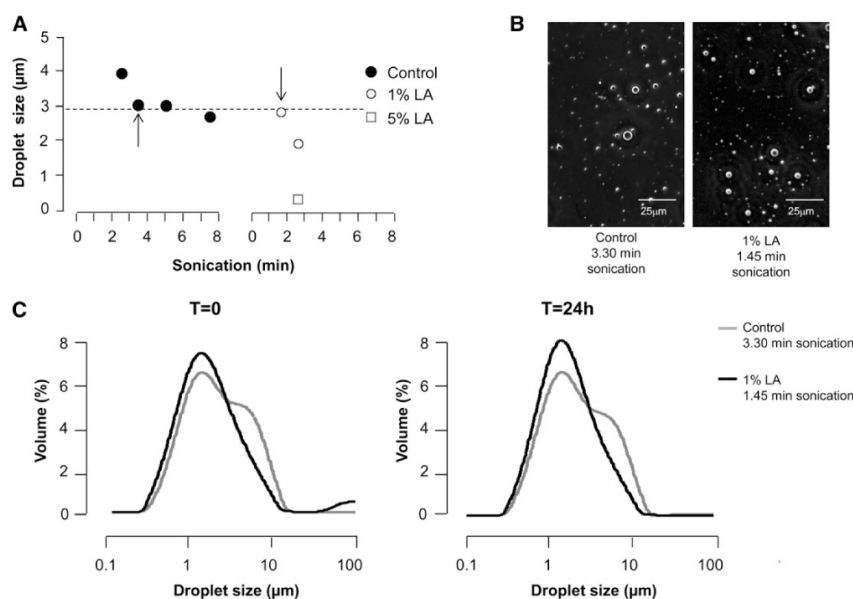 A
Droplet size (µm)
5
4
3
2
1
0
0 2 4 6 8
0 2 4 6 8
Sonication (min)
Control
1% LA
5% LA
B
25µm
25µm
Control
3.30 min
sonication
1% LA
1.45 min
sonication
C
T=0
Volume (%)
8
6
4
2
0
0.1 1 10 100
Droplet size (µm)
T=24h
Volume (%)
8
6
4
2
0
0.1 1 10 100
Droplet size (µm)
Control
3.30 min sonication
1% LA
1.45 min sonication